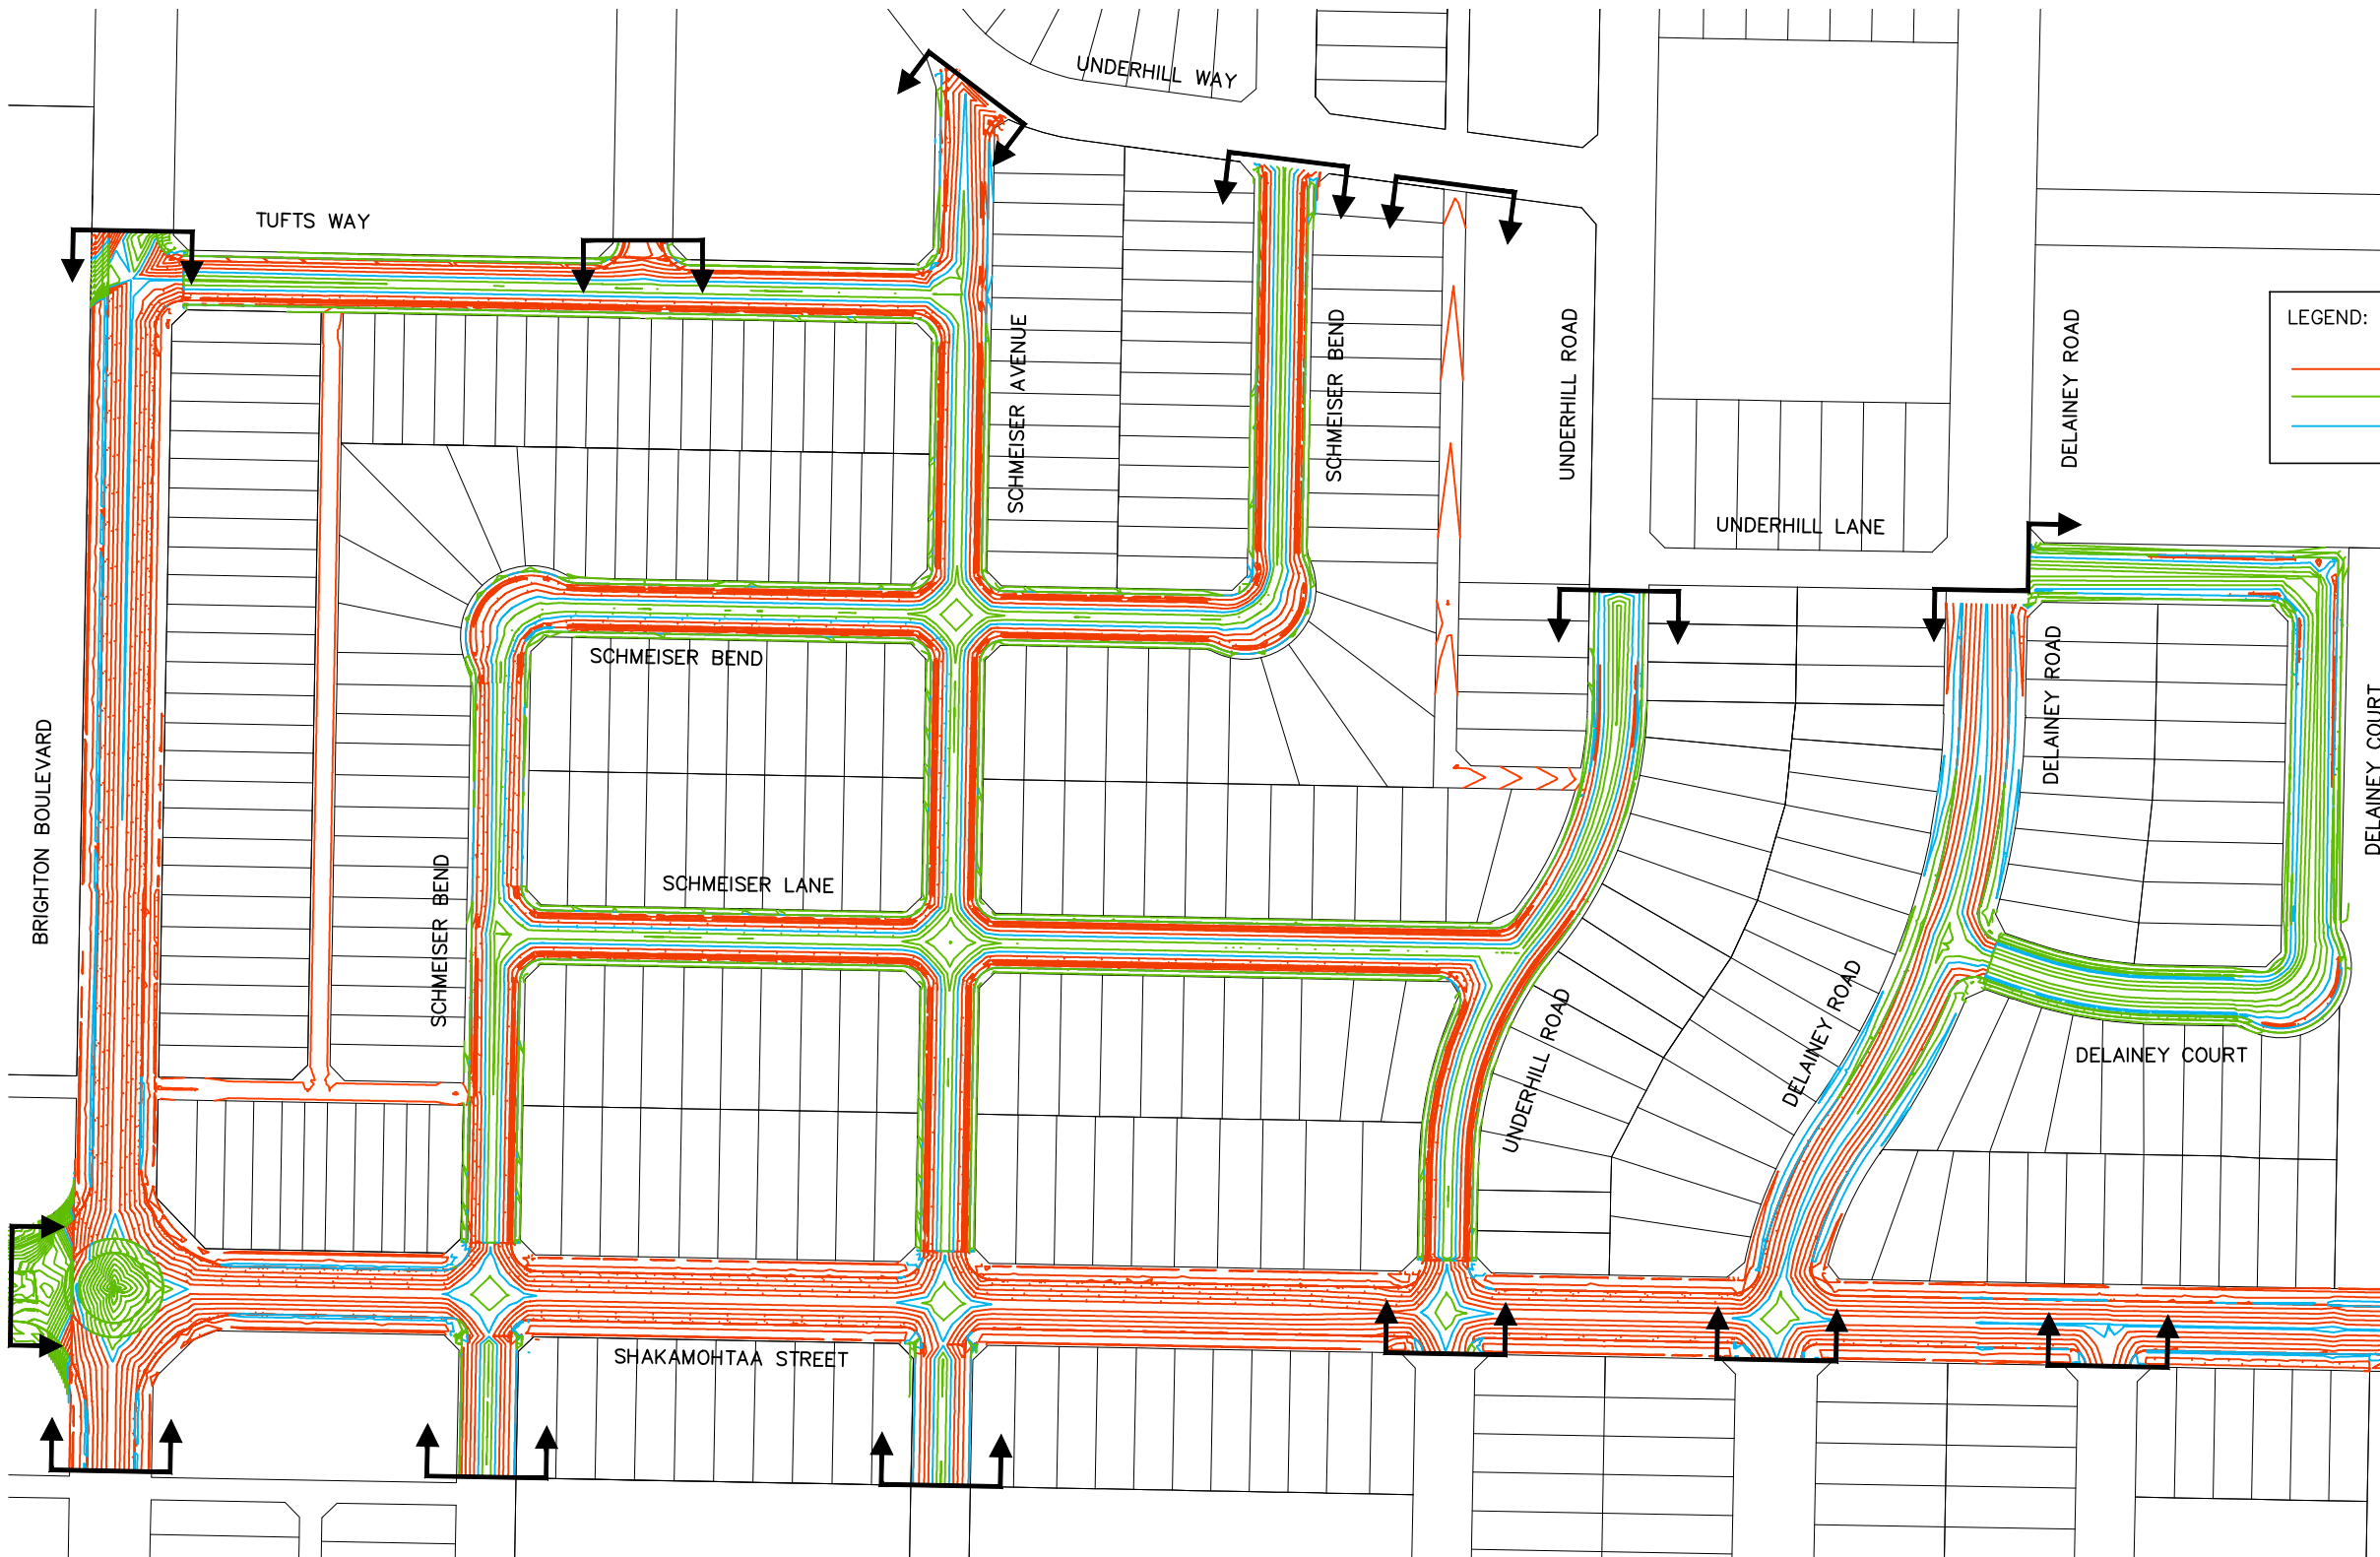 UNDERHILL WAY
TUFTS WAY
SCHMEISER AVENUE
SCHMEISER BEND
UNDERHILL ROAD
DELAINEY ROAD
LEGEND:
UNDERHILL LANE
SCHMEISER BEND
DELAINEY ROAD
DELAINEY COURT
BRIGHTON BOULEVARD
SCHMEISER BEND
SCHMEISER LANE
UNDERHILL ROAD
DELAINEY ROAD
DELAINEY COURT
SHAKAMOHTAA STREET